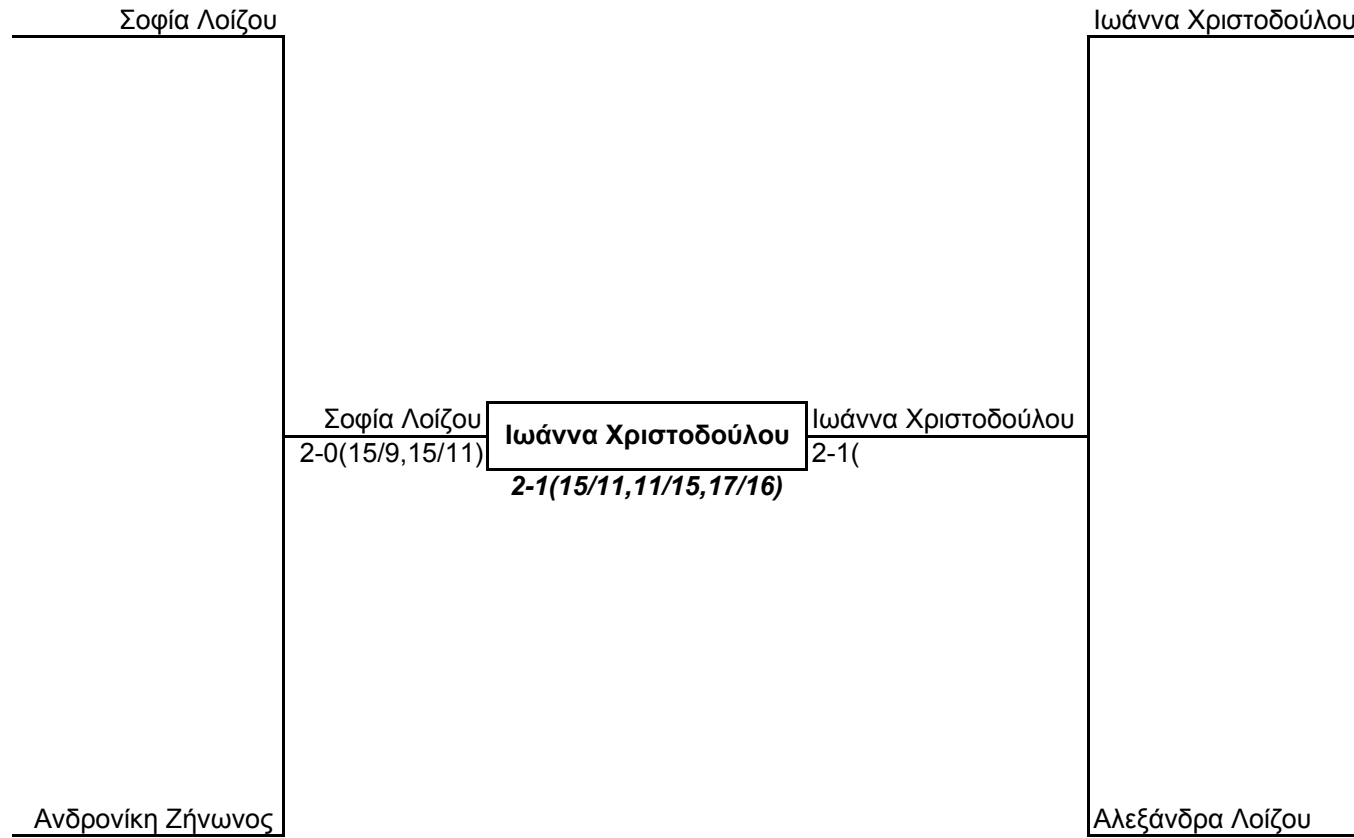 Σοφία Λοίζου
Ιωάννα Χριστοδούλου
Σοφία Λοίζου
Ιωάννα Χριστοδούλου
Ιωάννα Χριστοδούλου
2-0(15/9,15/11)
2-1(
2-1(15/11,11/15,17/16)
Ανδρονίκη Ζήνωνος
Αλεξάνδρα Λοίζου